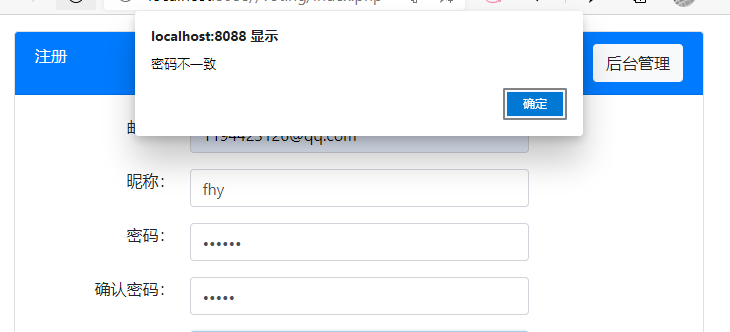 localhost:8088 显示
密码不一致
确定
注册
后台管理
昵称：
fhy
密码：
••••••
确认密码：
•••••